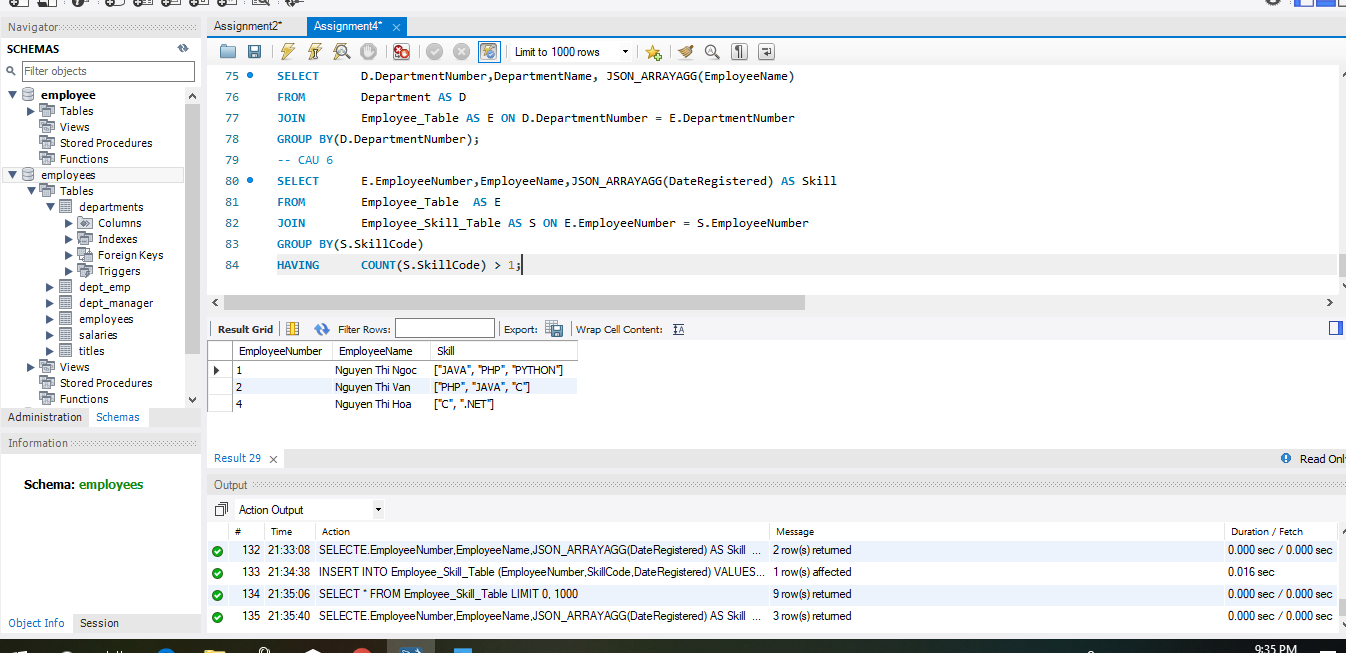 Navigator
Assignment2*
Assignment4*
SCHEMAS
Filter objects
Limit to 1000 rows
employee
Tables
Views
Stored Procedures
Functions
employees
Tables
departments
Columns
Indexes
Foreign Keys
Triggers
dept_emp
dept_manager
employees
salaries
titles
Views
Stored Procedures
Functions
Administration Schemas
Information
Schema: employees
Object Info Session
75 SELECT D.DepartmentNumber,DepartmentName, JSON_ARRAYAGG(EmployeeName)
76 FROM Department AS D
77 JOIN Employee_Table AS E ON D.DepartmentNumber = E.DepartmentNumber
78 GROUP BY(D.DepartmentNumber);
79 -- CAU 6
80 SELECT E.EmployeeNumber,EmployeeName,JSON_ARRAYAGG(DateRegistered) AS Skill
81 FROM Employee_Table AS E
82 JOIN Employee_Skill_Table AS S ON E.EmployeeNumber = S.EmployeeNumber
83 GROUP BY(S.SkillCode)
84 HAVING COUNT(S.SkillCode) > 1;
Result Grid Filter Rows: Export: Wrap Cell Content:
EmployeeNumber EmployeeName Skill
1 Nguyen Thi Ngoc ["JAVA", "PHP", "PYTHON"]
2 Nguyen Thi Van ["PHP", "JAVA", "C"]
4 Nguyen Thi Hoa ["C", ".NET"]
Result 29 Read Onl
Output
Action Output
# Time Action Message Duration / Fetch
132 21:33:08 SELECTE.EmployeeNumber,EmployeeName,JSON_ARRAYAGG(DateRegistered) AS Skill ... 2 row(s) returned 0.000 sec / 0.000 sec
133 21:34:38 INSERT INTO Employee_Skill_Table (EmployeeNumber,SkillCode,DateRegistered) VALUES... 1 row(s) affected 0.016 sec
134 21:35:06 SELECT * FROM Employee_Skill_Table LIMIT 0, 1000 9 row(s) returned 0.000 sec / 0.000 sec
135 21:35:40 SELECTE.EmployeeNumber,EmployeeName,JSON_ARRAYAGG(DateRegistered) AS Skill ... 3 row(s) returned 0.000 sec / 0.000 sec
9:35 PM